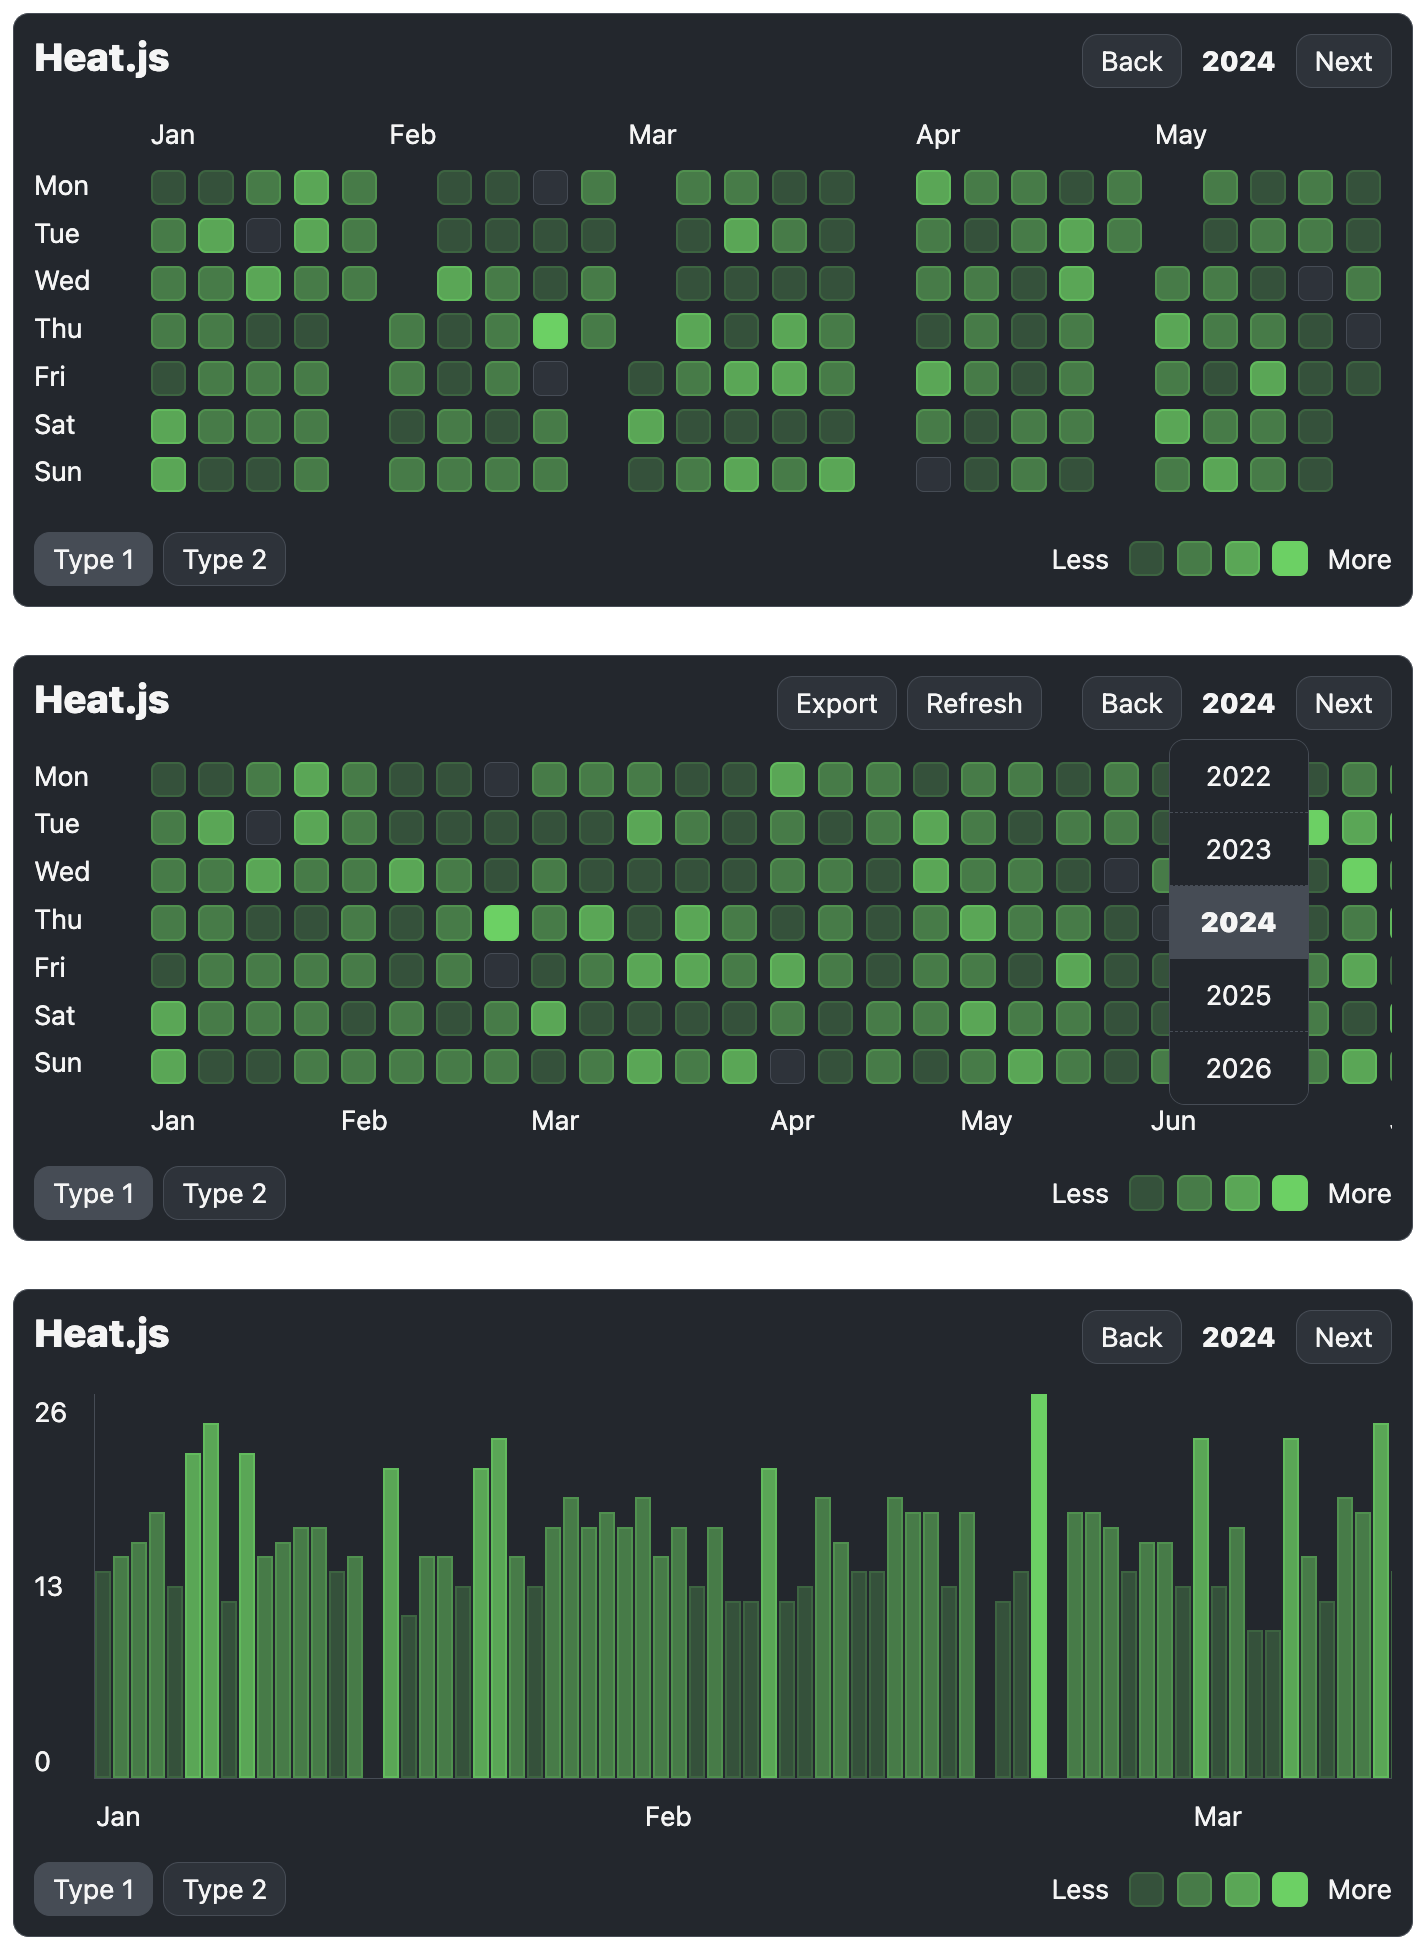 Heat.js
Back 2024 Next
Jan Feb Mar Apr May
Mon
Tue
Wed
Thu
Fri
Sat
Sun
Type 1 Type 2 Less More
Heat.js
Export Refresh Back 2024 Next
2022
2023
2024
2025
2026
Mon
Tue
Wed
Thu
Fri
Sat
Sun
Jan Feb Mar Apr May Jun
Type 1 Type 2 Less More
Heat.js
Back 2024 Next
26
13
0
Jan Feb Mar
Type 1 Type 2 Less More